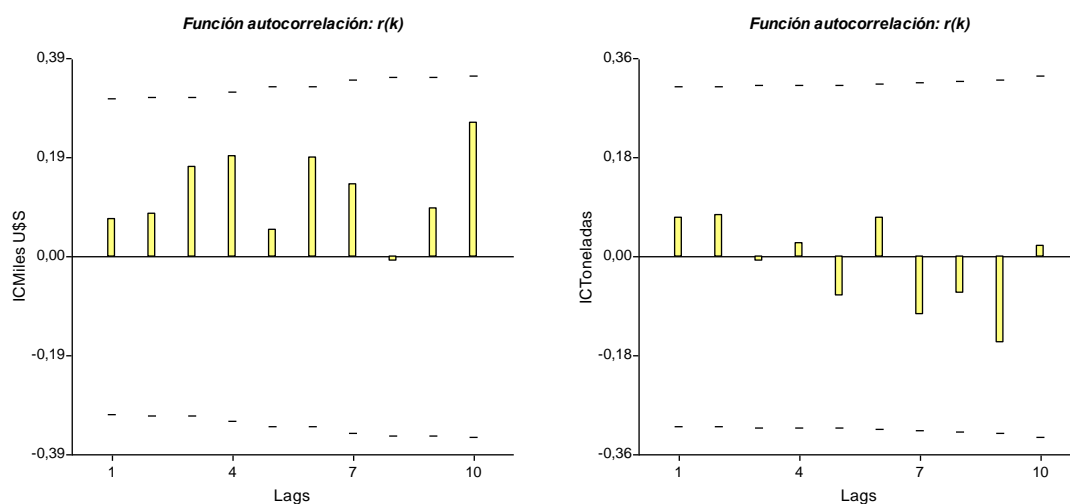 Función autocorrelación: r(k)
0,39
0,19
0,00
-0,19
-0,39
ICMiles U$S
1 4 7 10
Lags
Función autocorrelación: r(k)
0,36
0,18
0,00
-0,18
-0,36
ICToneladas
1 4 7 10
Lags